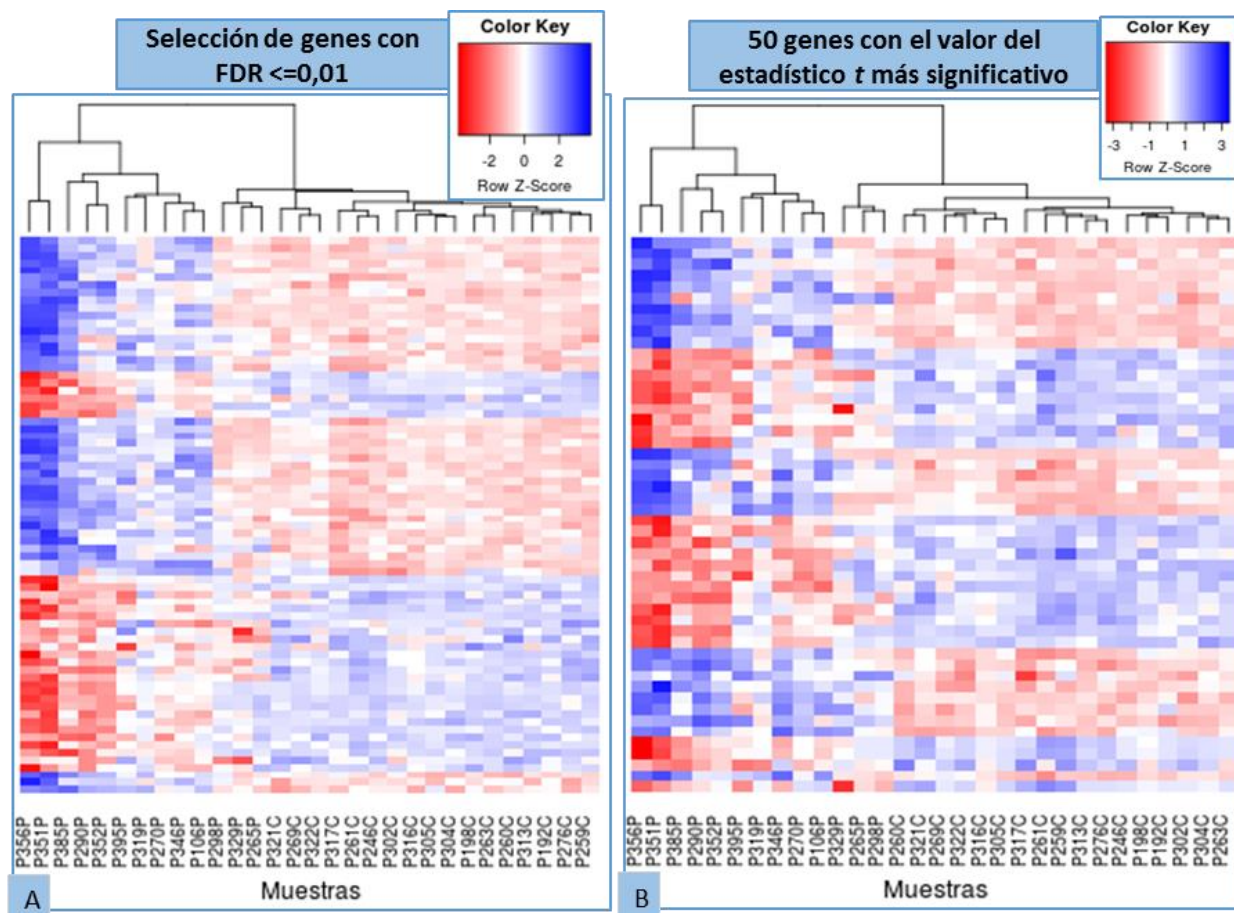 Selección de genes con
FDR <=0,01
Color Key
-2 0 2
Row Z-Score
50 genes con el valor del
estadístico t más significativo
Color Key
-3 -1 1 3
Row Z-Score
P356P
P351P
P385P
P290P
P352P
P395P
P319P
P270P
P346P
P106P
P298P
P329P
P265P
P321C
P269C
P322C
P317C
P261C
P246C
P302C
P316C
P305C
P304C
P198C
P263C
P260C
P313C
P192C
P276C
P259C
Muestras
A
P356P
P351P
P385P
P290P
P352P
P395P
P319P
P346P
P270P
P106P
P329P
P265P
P298P
P260C
P321C
P269C
P322C
P316C
P305C
P317C
P261C
P259C
P313C
P276C
P246C
P198C
P192C
P302C
P304C
P263C
Muestras
B